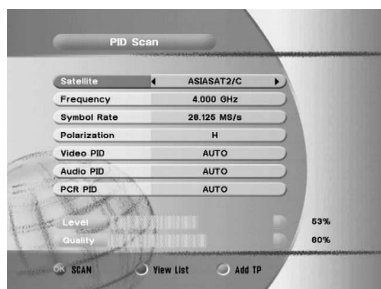 PID Scan
Satellite ASIASAT2/C
Frequency 4.000 GHz
Symbol Rate 28.125 MS/s
Polarization H
Video PID AUTO
Audio PID AUTO
PCR PID AUTO
Level 53%
Quality 60%
OK SCAN View List Add TP